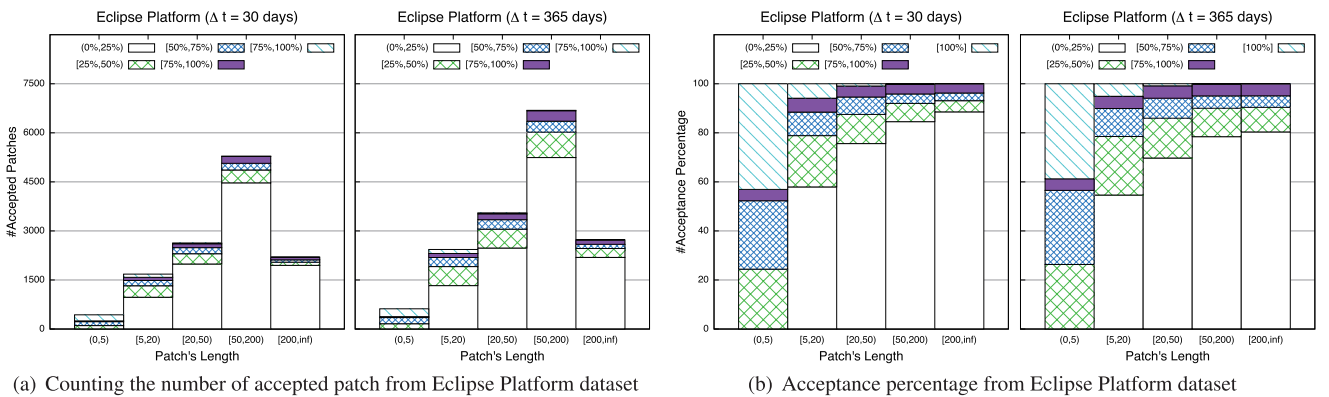 Eclipse Platform (Δ t = 30 days)
(0%,25%) [50%,75%) [75%,100%)
[25%,50%) [75%,100%)
#Accepted Patches
7500
6000
4500
3000
1500
0
(0,5) [5,20) [20,50) [50,200) [200,inf)
Patch's Length
Eclipse Platform (Δ t = 365 days)
(0%,25%) [50%,75%) [75%,100%)
[25%,50%) [75%,100%)
(0,5) [5,20) [20,50) [50,200) [200,inf)
Patch's Length
(a) Counting the number of accepted patch from Eclipse Platform dataset
Eclipse Platform (Δ t = 30 days)
(0%,25%) [50%,75%) [100%]
[25%,50%) [75%,100%)
#Acceptance Percentage
100
80
60
40
20
0
(0,5) [5,20) [20,50) [50,200) [200,inf)
Patch's Length
Eclipse Platform (Δ t = 365 days)
(0%,25%) [50%,75%) [100%]
[25%,50%) [75%,100%)
(0,5) [5,20) [20,50) [50,200) [200,inf)
Patch's Length
(b) Acceptance percentage from Eclipse Platform dataset